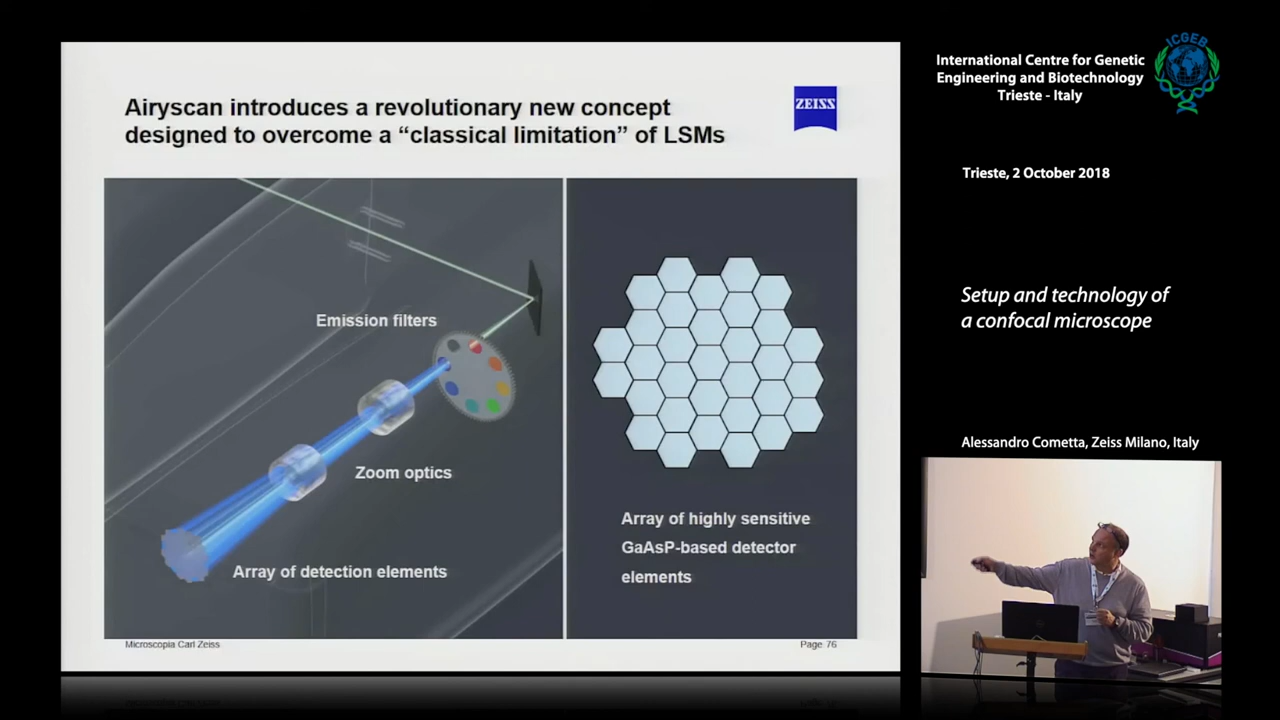 Airyscan introduces a revolutionary new concept
designed to overcome a “classical limitation” of LSMs
ZEISS
Emission filters
Zoom optics
Array of detection elements
Array of highly sensitive
GaAsP-based detector
elements
Microscopia Carl Zeiss
Page 76
International Centre for Genetic
Engineering and Biotechnology
Trieste - Italy
ICGEB
Trieste, 2 October 2018
Setup and technology of
a confocal microscope
Alessandro Cometta, Zeiss Milano, Italy